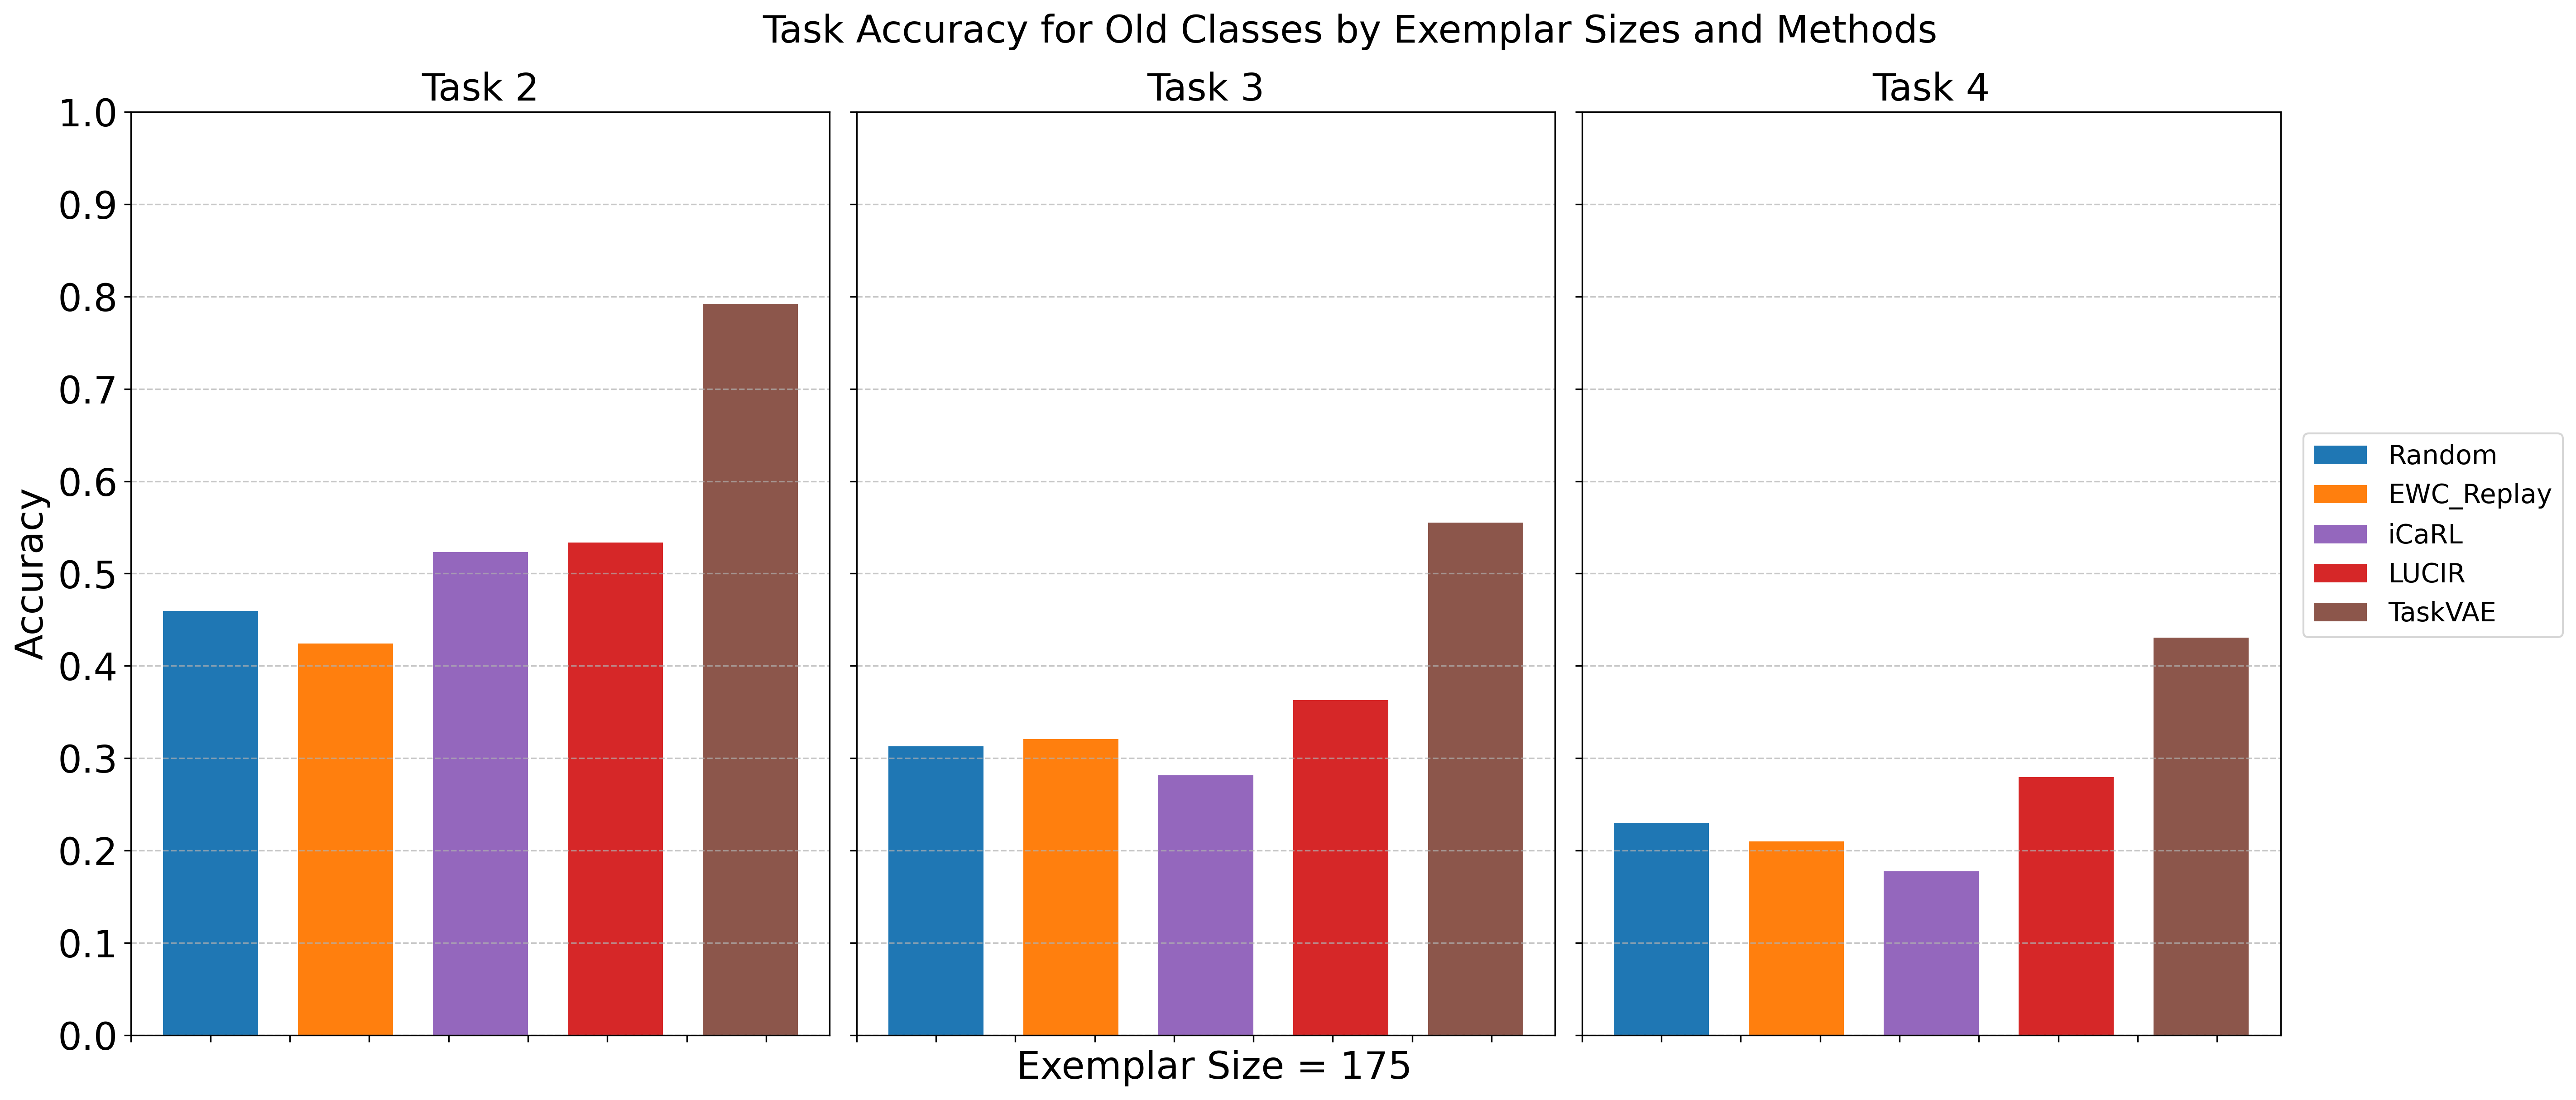 Task Accuracy for Old Classes by Exemplar Sizes and Methods
Task 2
Task 3
Task 4
1.0
0.9
0.8
0.7
0.6
0.5
0.4
0.3
0.2
0.1
0.0
Accuracy
Exemplar Size = 175
Random
EWC_Replay
iCaRL
LUCIR
TaskVAE